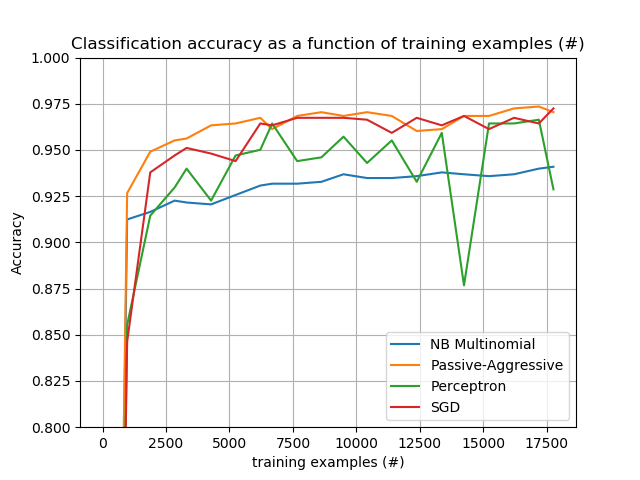 Classification accuracy as a function of training examples (#)
1.000
0.975
0.950
0.925
0.900
0.875
0.850
0.825
0.800
Accuracy
NB Multinomial
Passive-Aggressive
Perceptron
SGD
0 2500 5000 7500 10000 12500 15000 17500
training examples (#)